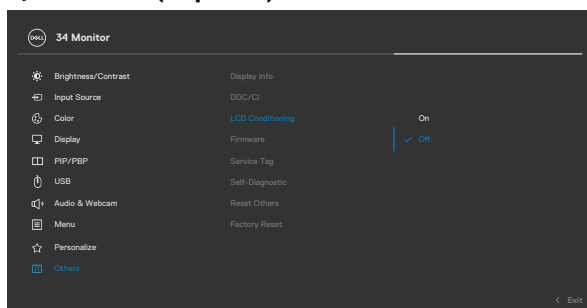 DELL 34 Monitor
Brightness/Contrast Display Info
Input Source DDC/CI
Color LCD Conditioning On
Display Firmware Off
PIP/PBP Service Tag
USB Self-Diagnostic
Audio & Webcam Reset Others
Menu Factory Reset
Personalize
Others
Exit